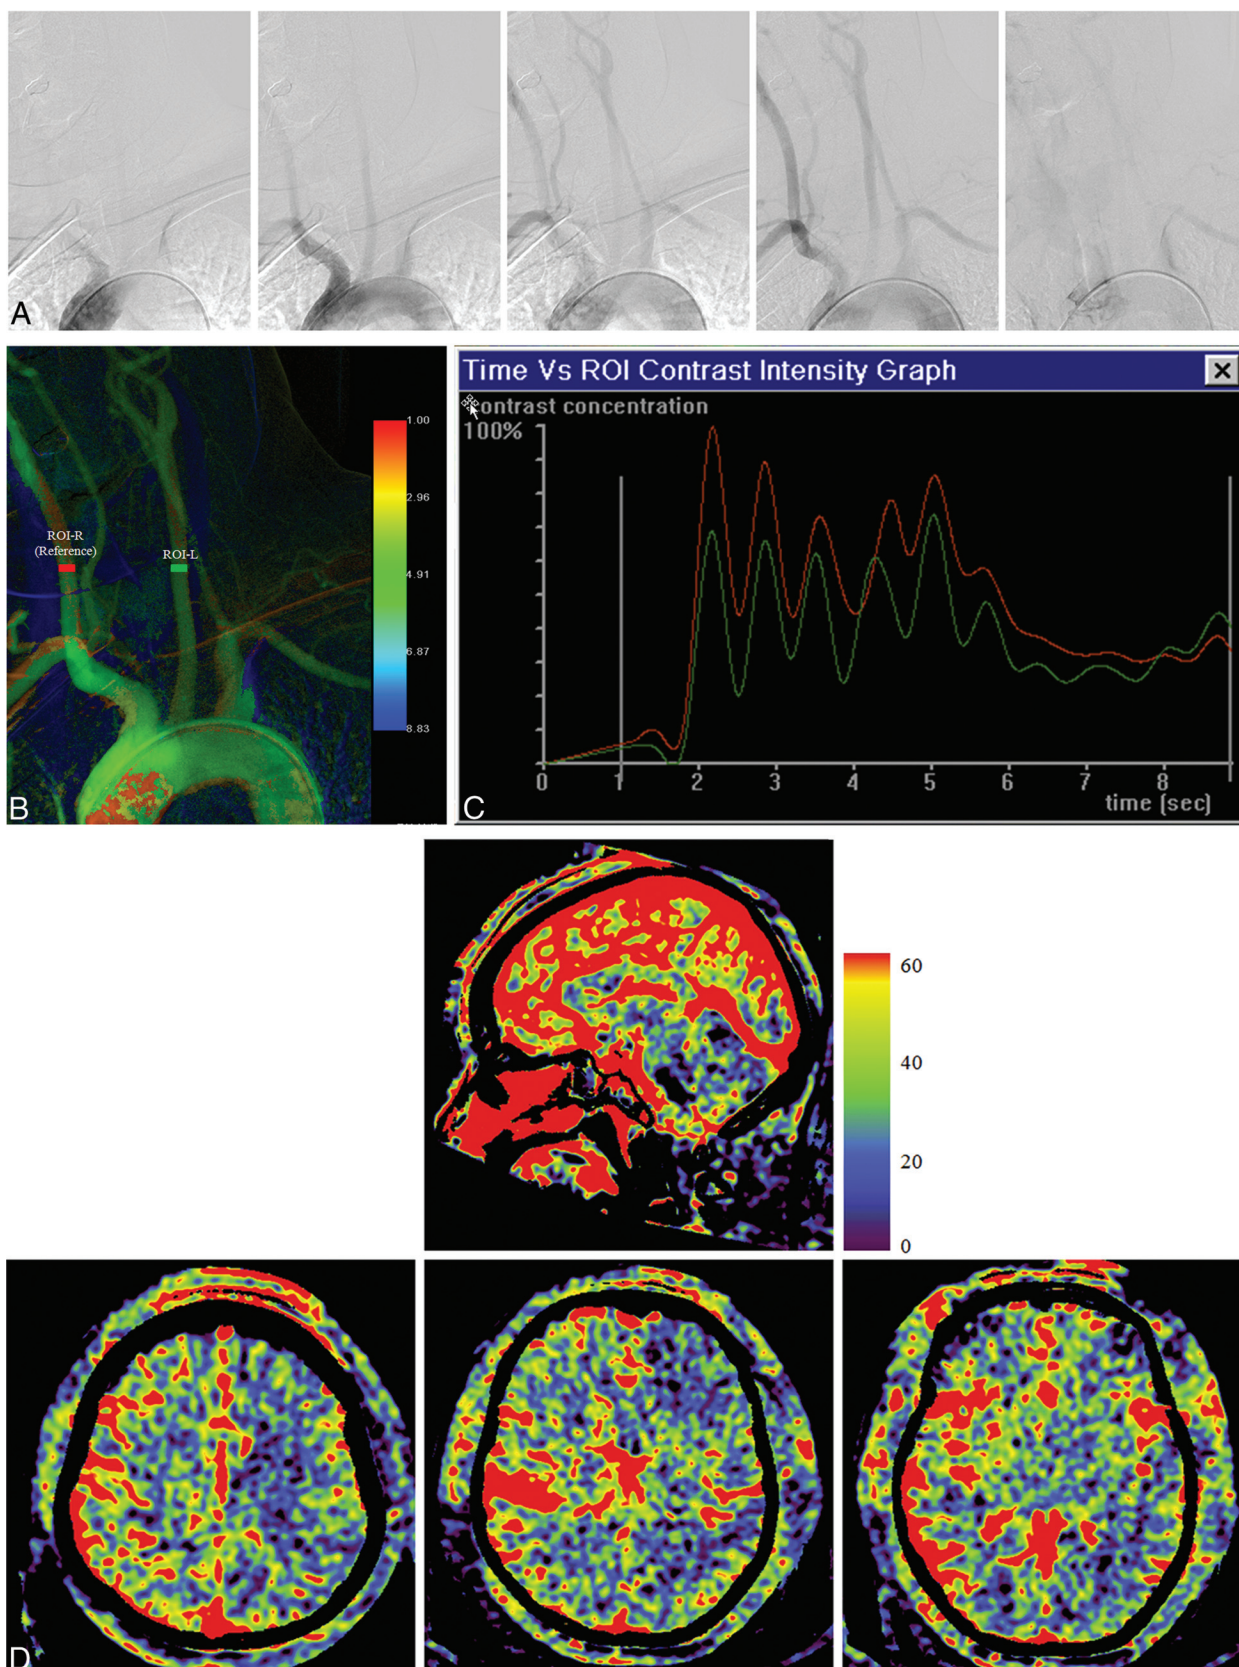 A
B
ROI-R
(Reference)
ROI-L
1.00
2.96
4.91
6.87
8.83
C
Time Vs ROI Contrast Intensity Graph
contrast concentration
100%
0
1
2
3
4
5
6
7
8
time (sec)
60
40
20
0
D